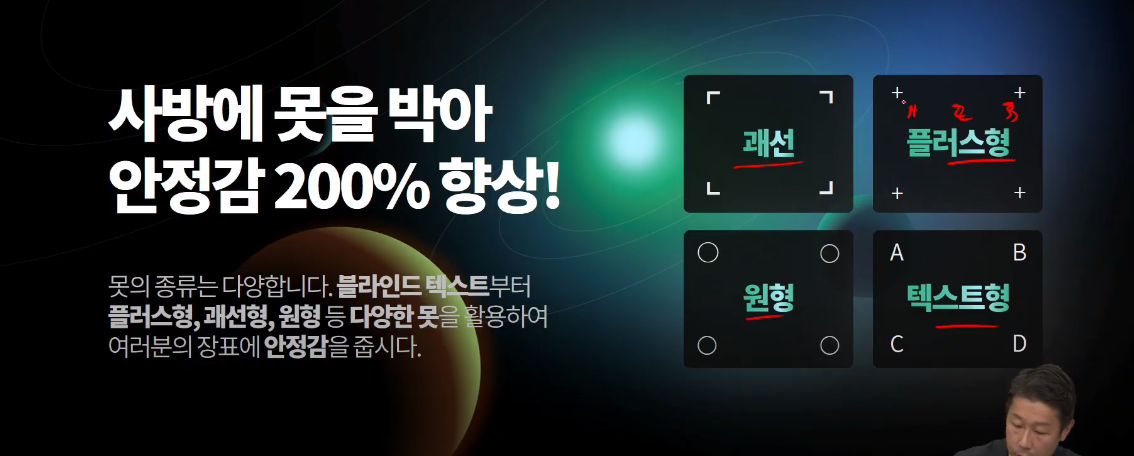 사방에 못을 박아
안정감 200% 향상!
못의 종류는 다양합니다. 블라인드 텍스트부터
플러스형, 괘선형, 원형 등 다양한 못을 활용하여
여러분의 장표에 안정감을 줍시다.
괘선
플러스형
원형
A B
텍스트형
C D